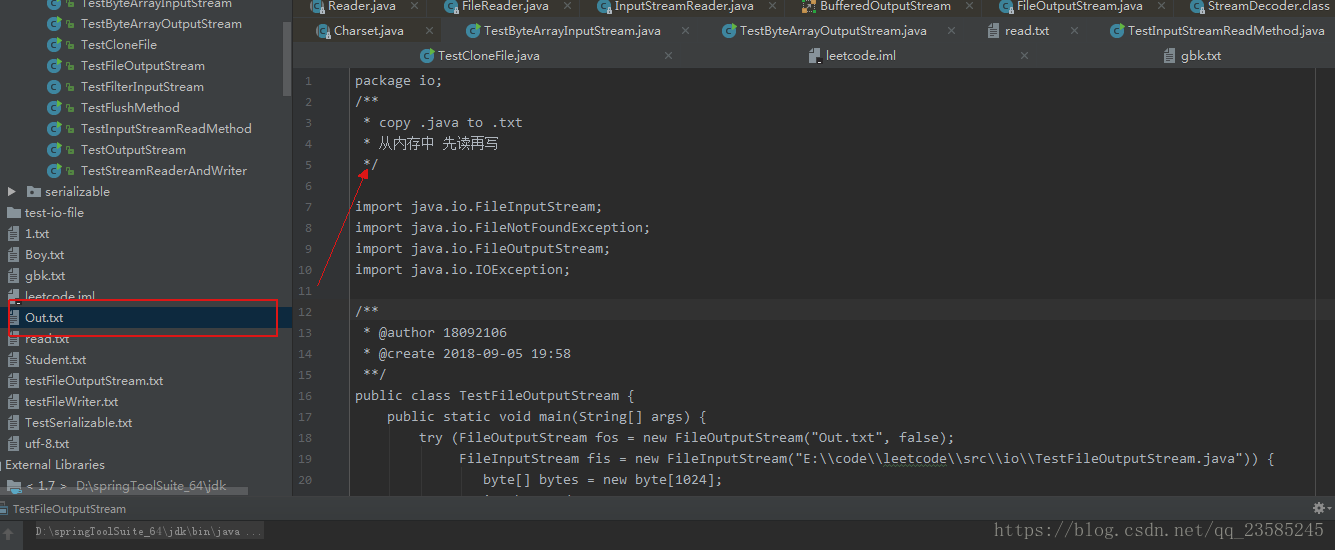 TestByteArrayInputStream
TestByteArrayOutputStream
TestCloneFile
TestFileOutputStream
TestFilterInputStream
TestFlushMethod
TestInputStreamReadMethod
TestOutputStream
TestStreamReaderAndWriter
serializable
test-io-file
1.txt
Boy.txt
gbk.txt
leetcode.iml
Out.txt
read.txt
Student.txt
testFileOutputStream.txt
testFileWriter.txt
TestSerializable.txt
utf-8.txt
External Libraries
< 1.7 > D:\springToolSuite_64\jdk
Reader.java FileReader.java InputStreamReader.java BufferedOutputStream FileOutputStream.java StreamDecoder.class
Charset.java TestByteArrayInputStream.java TestByteArrayOutputStream.java read.txt TestInputStreamReadMethod.java
TestCloneFile.java leetcode.iml gbk.txt
1 package io;
2 /**
3 * copy .java to .txt
4 * 从内存中 先读再写
5 */
6
7 import java.io.FileInputStream;
8 import java.io.FileNotFoundException;
9 import java.io.FileOutputStream;
10 import java.io.IOException;
11
12 /**
13 * @author 18092106
14 * @create 2018-09-05 19:58
15 **/
16 public class TestFileOutputStream {
17 public static void main(String[] args) {
18 try (FileOutputStream fos = new FileOutputStream("Out.txt", false);
19 FileInputStream fis = new FileInputStream("E:\\code\\leetcode\\src\\io\\TestFileOutputStream.java")) {
20 byte[] bytes = new byte[1024];
TestFileOutputStream
D:\springToolSuite_64\jdk\bin\java ...
https://blog.csdn.net/qq_23585245